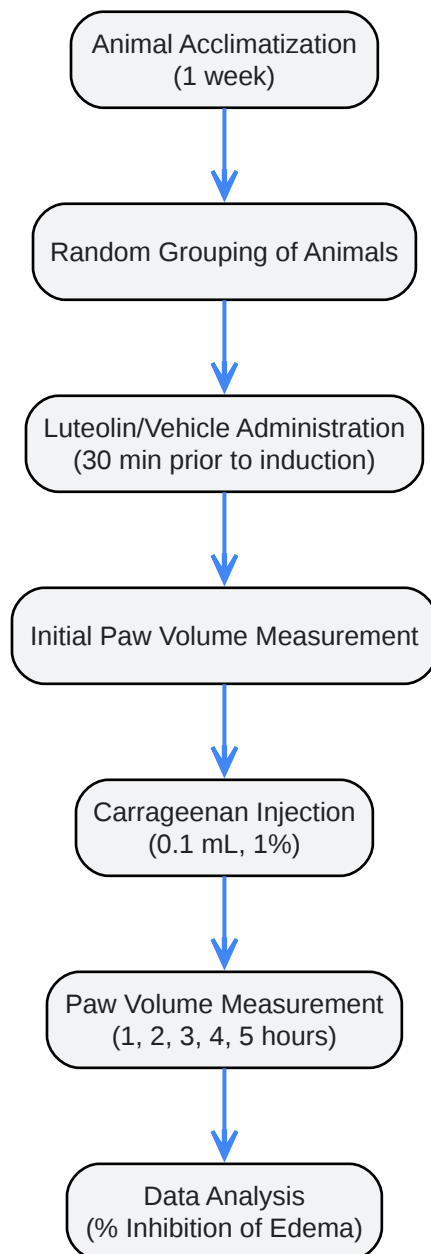 Animal Acclimatization
(1 week)
Random Grouping of Animals
Luteolin/Vehicle Administration
(30 min prior to induction)
Initial Paw Volume Measurement
Carrageenan Injection
(0.1 mL, 1%)
Paw Volume Measurement
(1, 2, 3, 4, 5 hours)
Data Analysis
(% Inhibition of Edema)